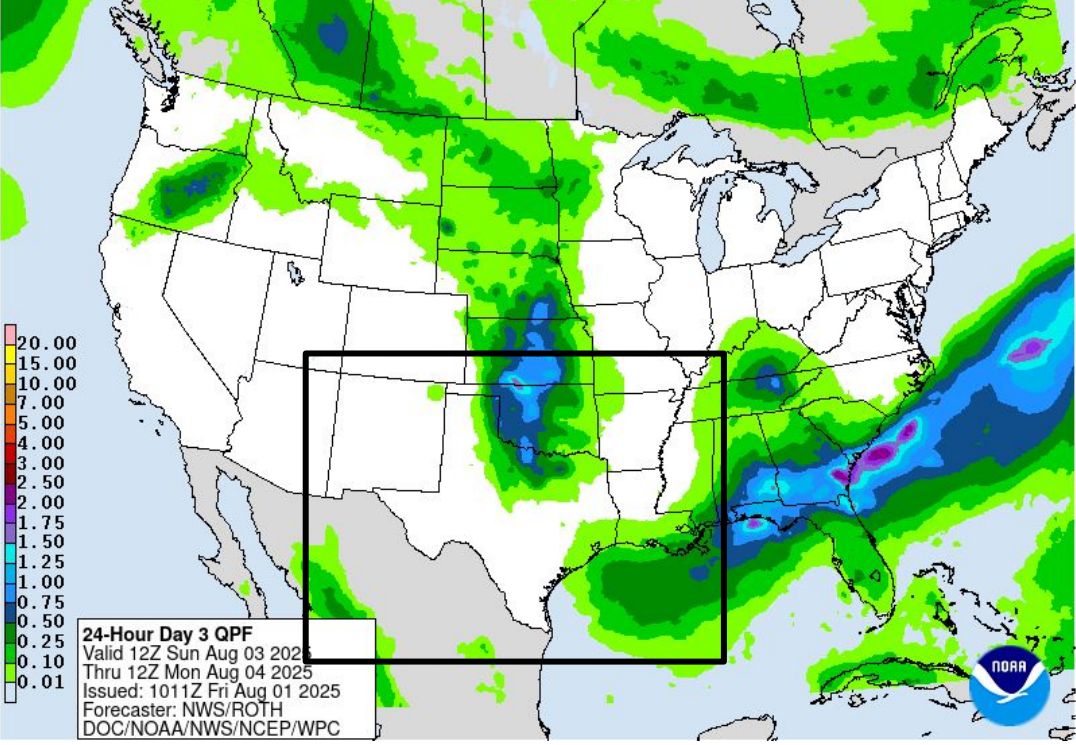 20.00
15.00
10.00
7.00
5.00
4.00
3.00
2.50
2.00
1.75
1.50
1.25
1.00
0.75
0.50
0.25
0.10
0.01
24-Hour Day 3 QPF
Valid 12Z Sun Aug 03 2025
Thru 12Z Mon Aug 04 2025
Issued: 1011Z Fri Aug 01 2025
Forecaster: NWS/ROTH
DOC/NOAA/NWS/NCEP/WPC
NOAA